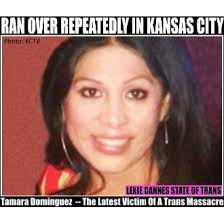 RAN OVER REPEATEDLY IN KANSAS CITY
Photo: KCTV
LEXIE CANNES STATE OF TRANS
Tamara Dominguez -- The Latest Victim Of A Trans Massacre